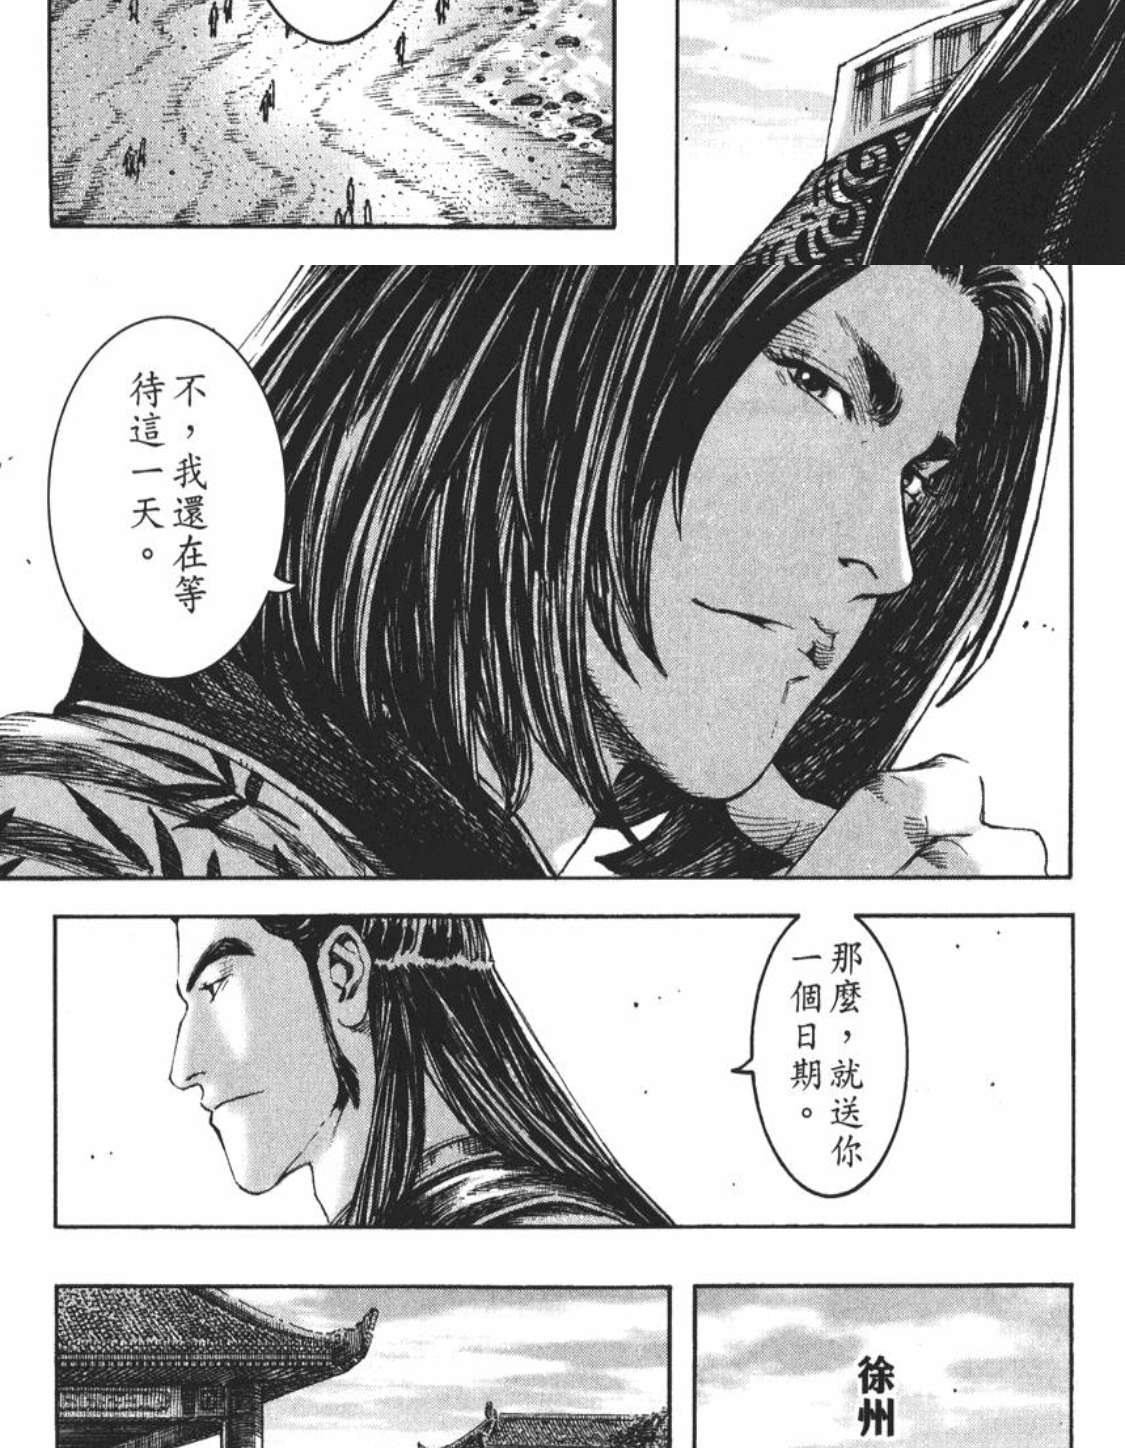 不，我還在等
待這一天。
那麼，就送你
一個日期。
徐州